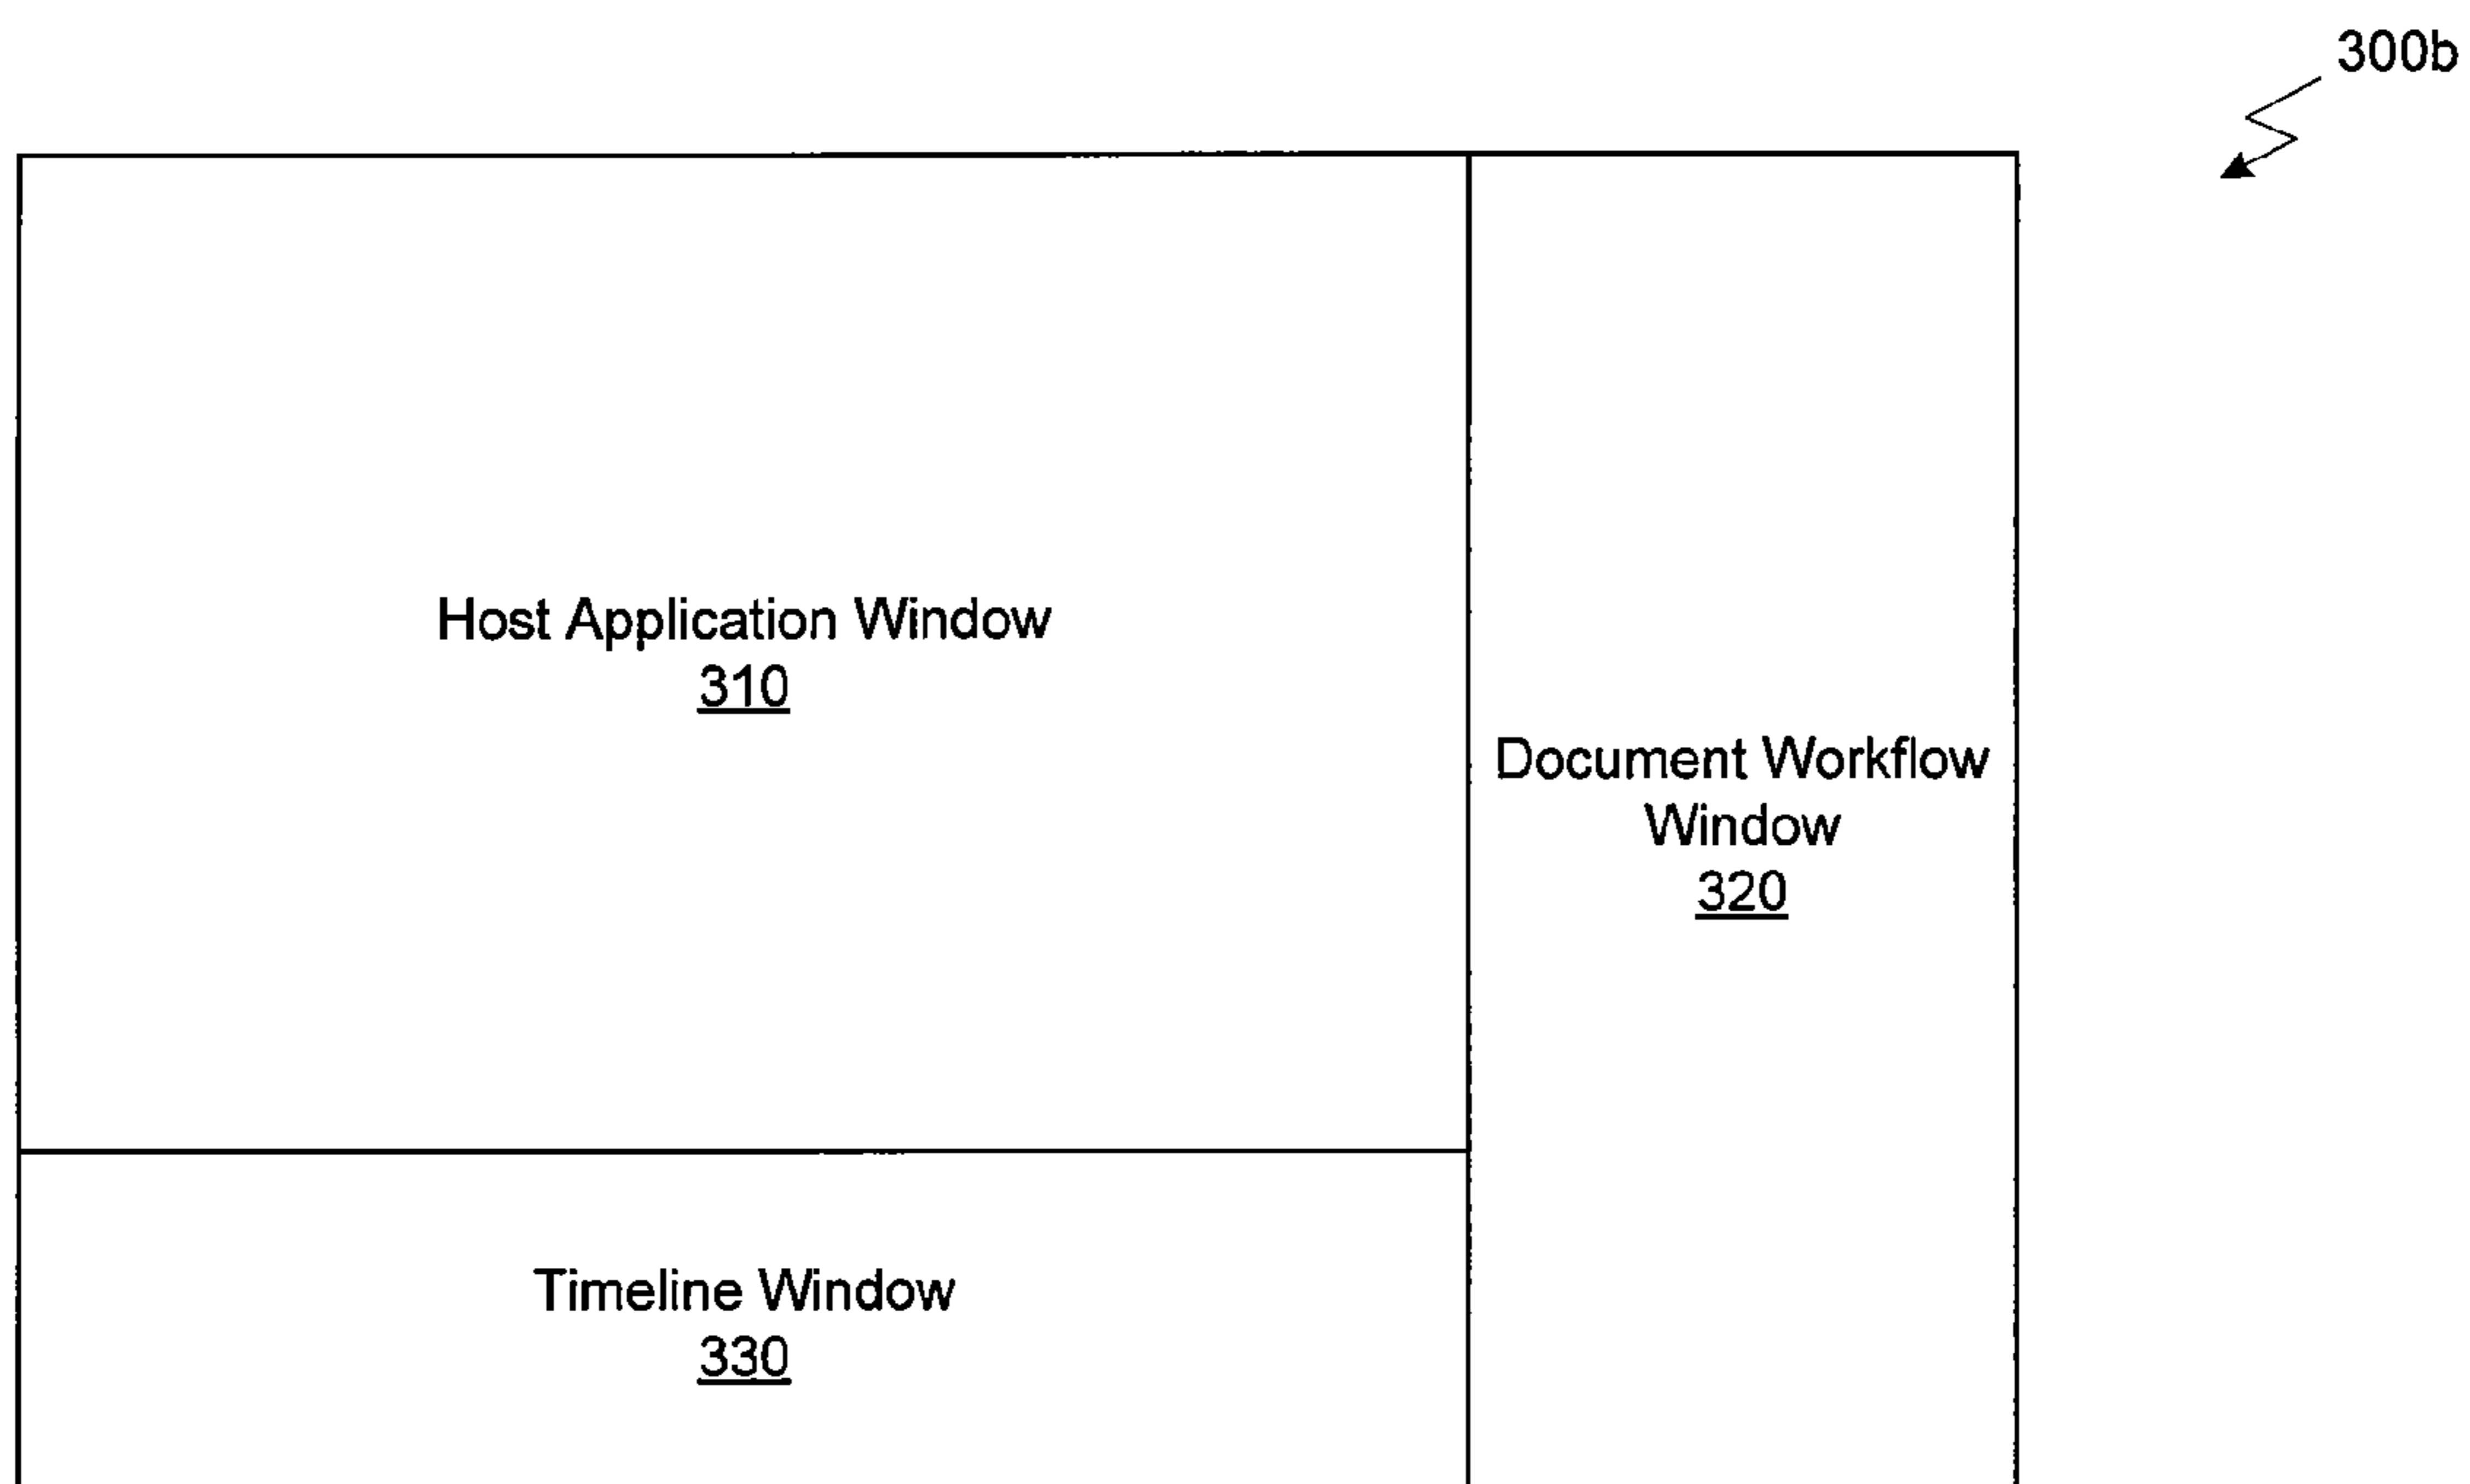 300b
Host Application Window
310
Document Workflow
Window
320
Timeline Window
330